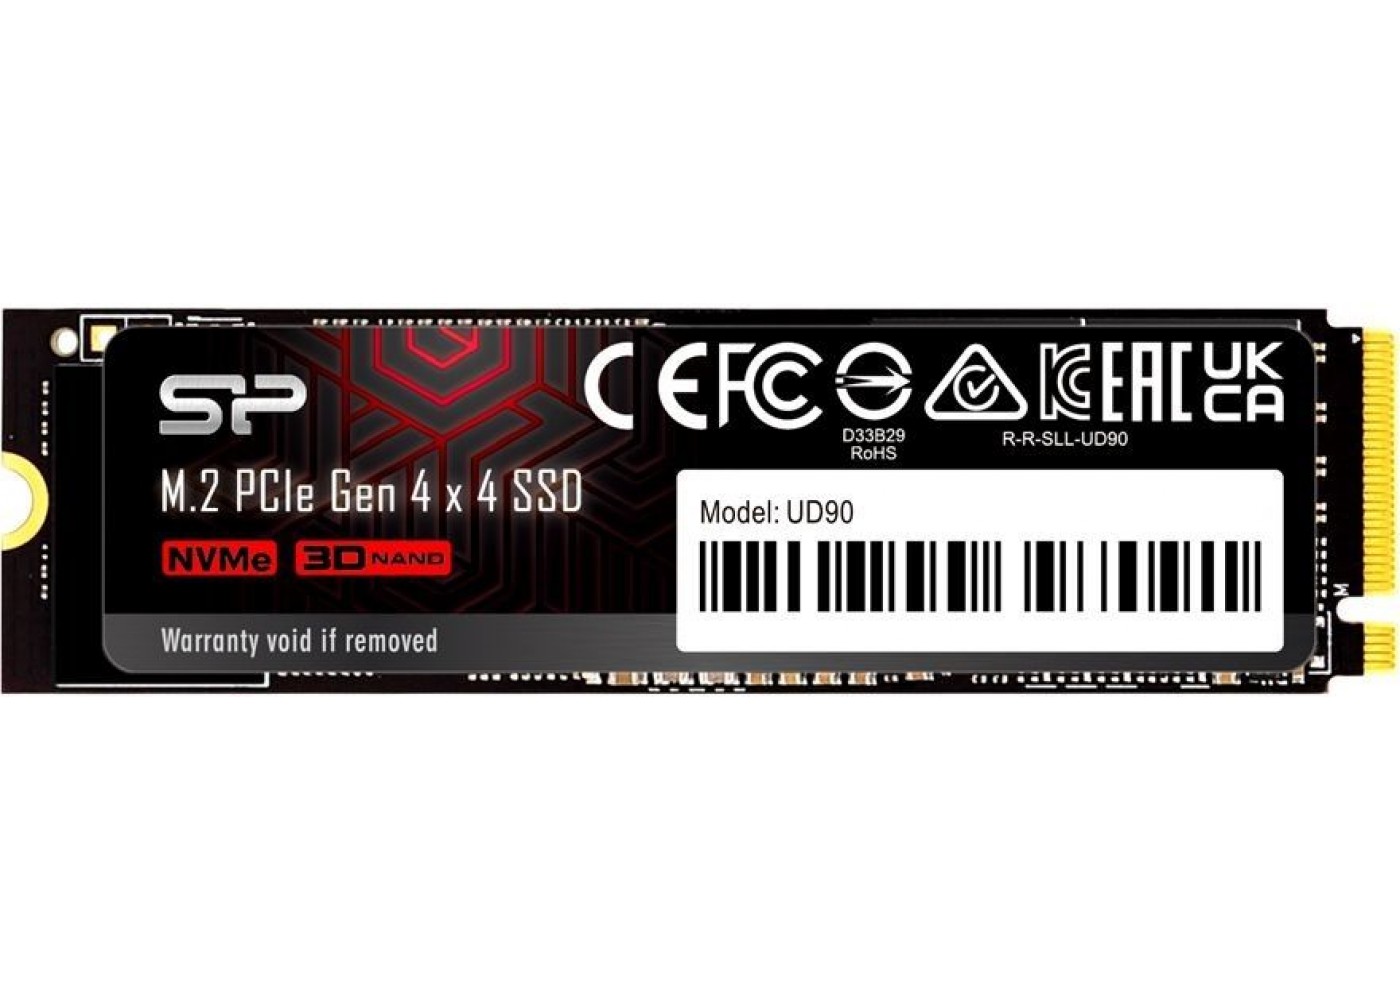 SP
M.2 PCIe Gen 4 x 4 SSD
NVMe 3D NAND
Warranty void if removed
CE FC EAC UK CA
D33B29
RoHS
R-R-SLL-UD90
Model: UD90
M